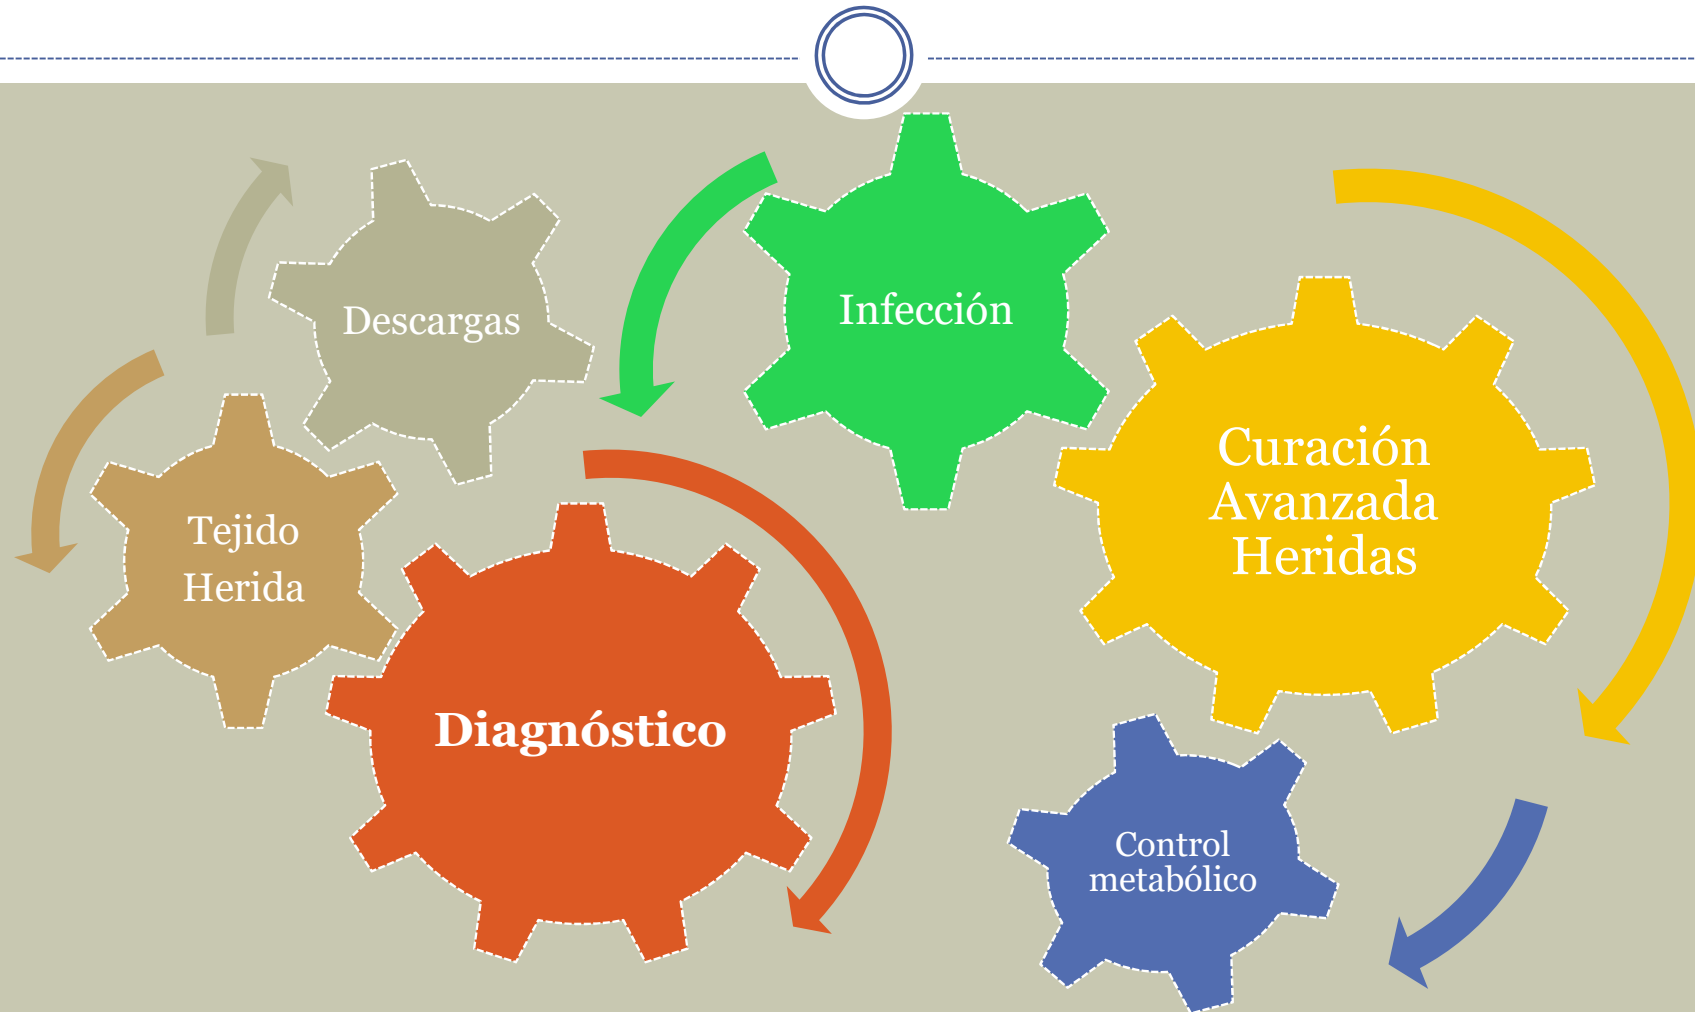 Descargas
Infección
Tejido
Herida
Curación
Avanzada
Heridas
Diagnóstico
Control
metabólico